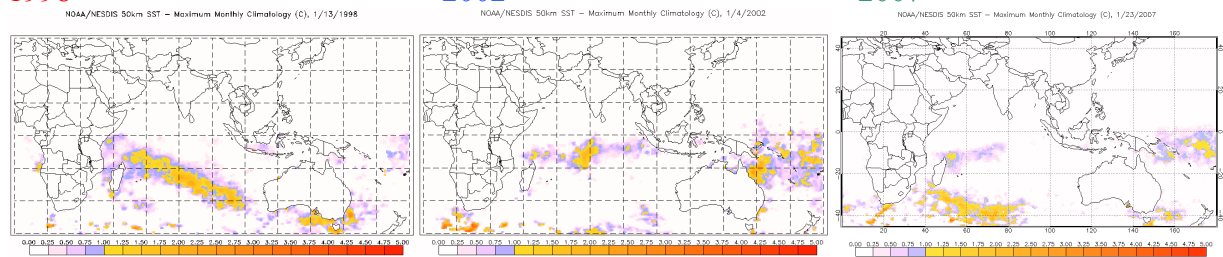 1998
2002
2007
NOAA/NESDIS 50km SST - Maximum Monthly Climatology (C), 1/13/1998
NOAA/NESDIS 50km SST - Maximum Monthly Climatology (C), 1/4/2002
NOAA/NESDIS 50km SST - Maximum Monthly Climatology (C), 1/23/2007
20 40 60 80 100 120 140 160
40 40
20 20
0 0
-20 -20
-40 -40
20 40 60 80 100 120 140 160
0.00 0.25 0.50 0.75 1.00 1.25 1.50 1.75 2.00 2.25 2.50 2.75 3.00 3.25 3.50 3.75 4.00 4.25 4.50 4.75 5.00
0.00 0.25 0.50 0.75 1.00 1.25 1.50 1.75 2.00 2.25 2.50 2.75 3.00 3.25 3.50 3.75 4.00 4.25 4.50 4.75 5.00
0.00 0.25 0.50 0.75 1.00 1.25 1.50 1.75 2.00 2.25 2.50 2.75 3.00 3.25 3.50 3.75 4.00 4.25 4.50 4.75 5.00